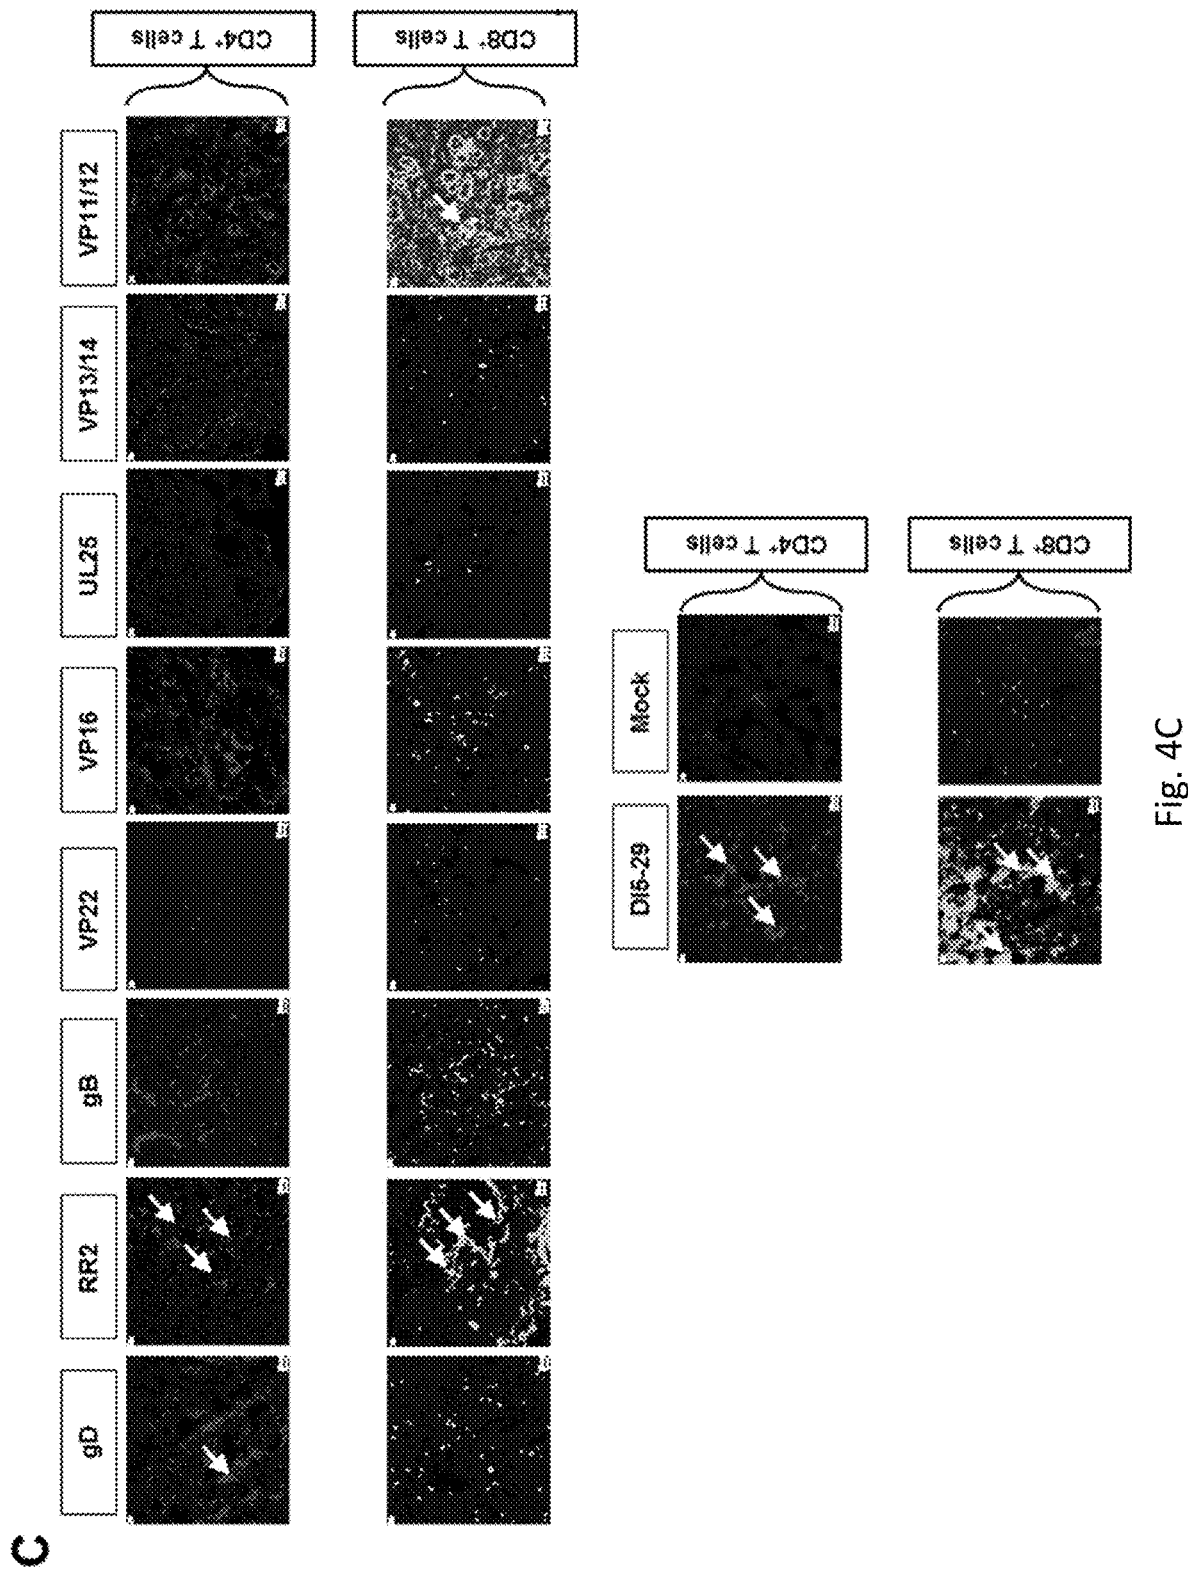 C
gD
RR2
gB
VP22
VP16
UL25
VP13/14
VP11/12
CD4+ T cells
CD8+ T cells
DI5-29
Mock
CD4+ T cells
CD8+ T cells
Fig. 4C